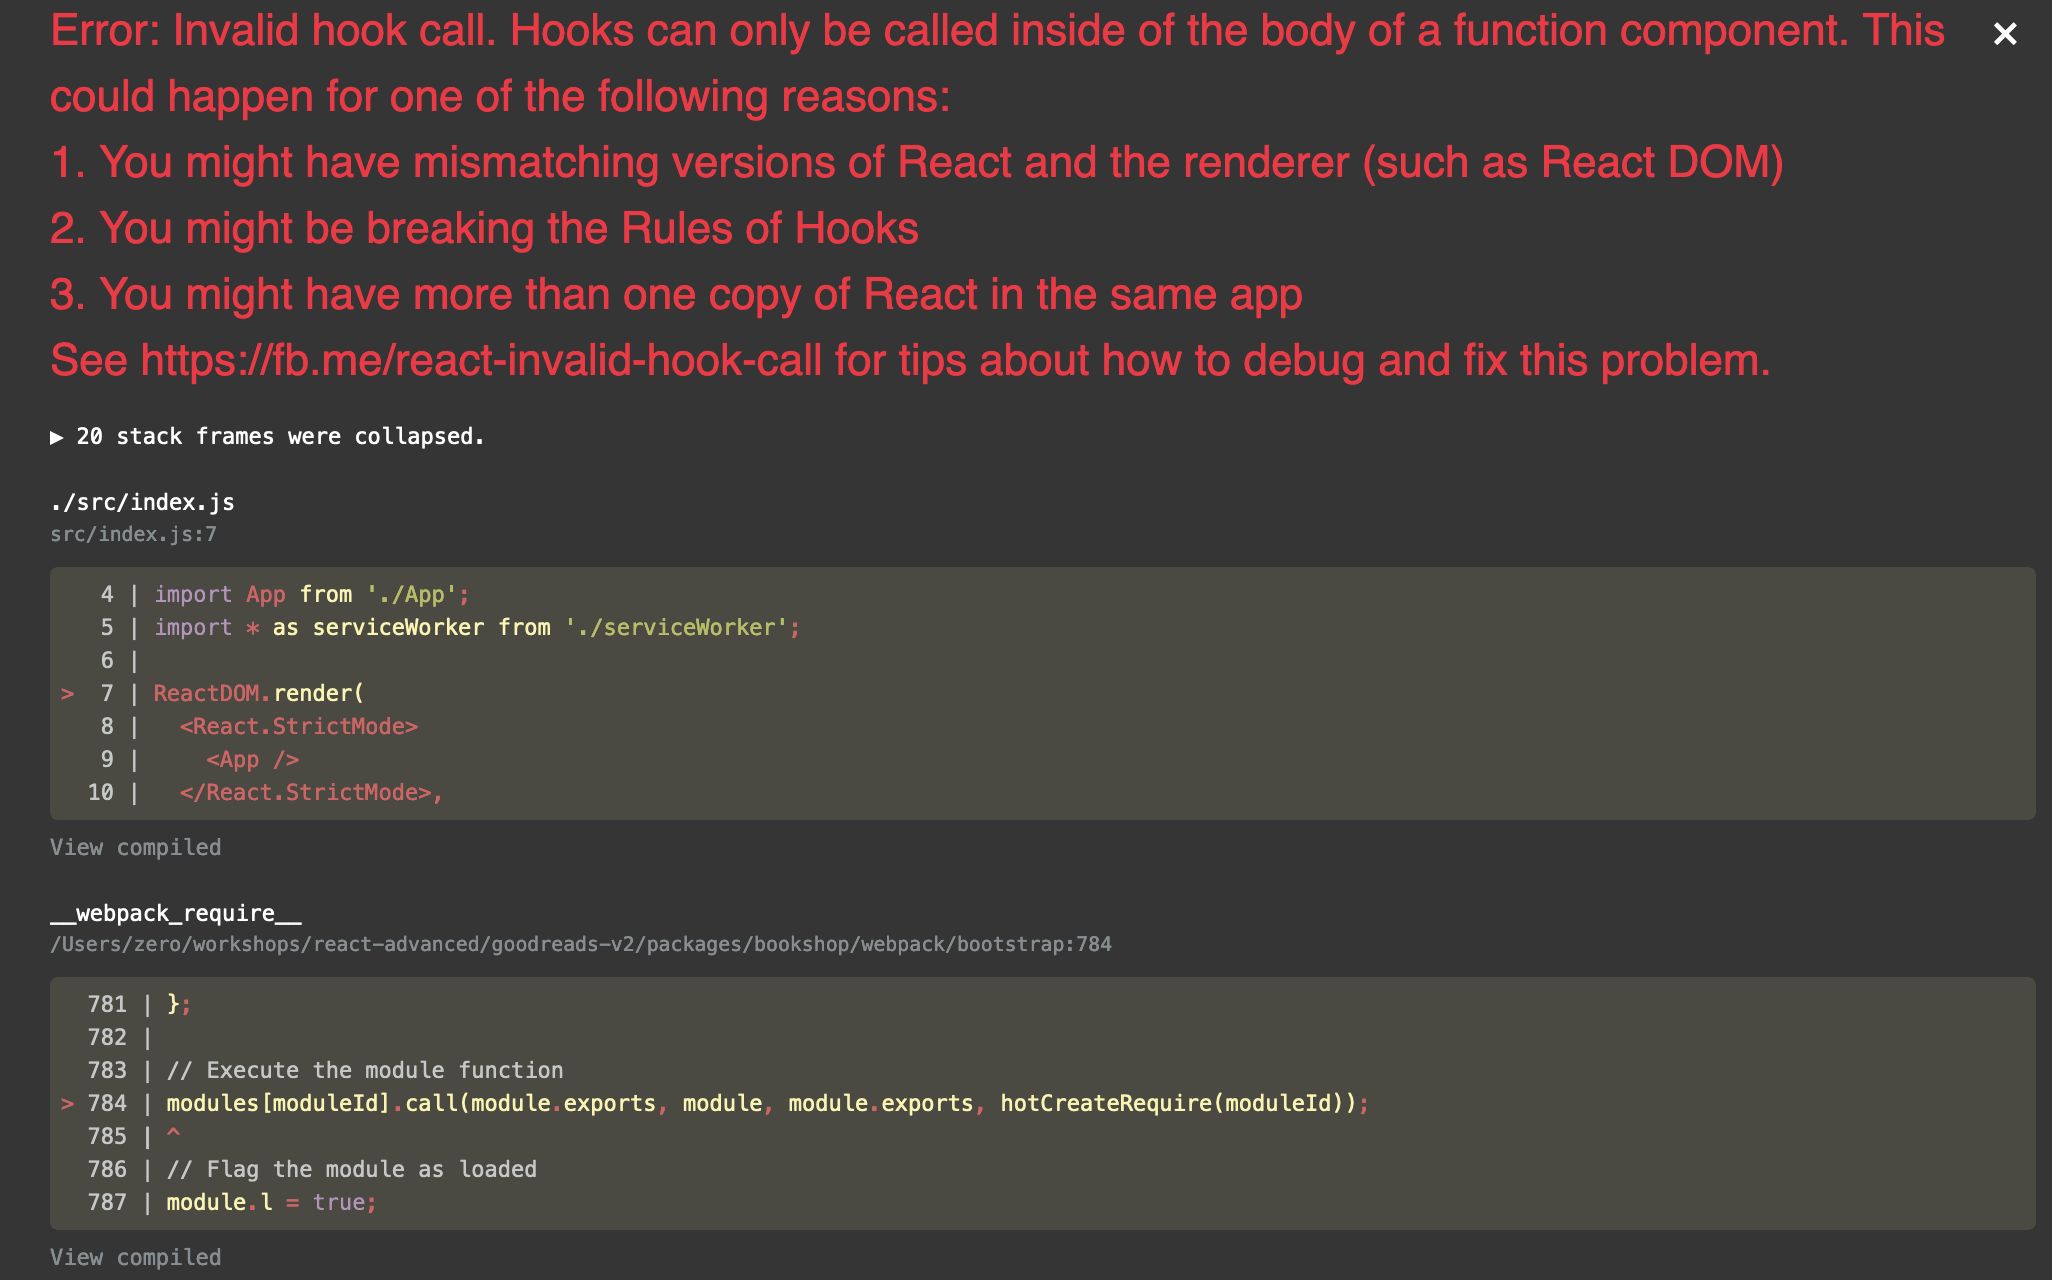 Error: Invalid hook call. Hooks can only be called inside of the body of a function component. This
could happen for one of the following reasons:
1. You might have mismatching versions of React and the renderer (such as React DOM)
2. You might be breaking the Rules of Hooks
3. You might have more than one copy of React in the same app
See https://fb.me/react-invalid-hook-call for tips about how to debug and fix this problem.
▶ 20 stack frames were collapsed.
./src/index.js
src/index.js:7
  4 | import App from './App';
  5 | import * as serviceWorker from './serviceWorker';
  6 |
> 7 | ReactDOM.render(
  8 |   <React.StrictMode>
  9 |     <App />
 10 |   </React.StrictMode>,
View compiled
__webpack_require__
/Users/zero/workshops/react-advanced/goodreads-v2/packages/bookshop/webpack/bootstrap:784
  781 | };
  782 |
  783 | // Execute the module function
> 784 | modules[moduleId].call(module.exports, module, module.exports, hotCreateRequire(moduleId));
  785 | ^
  786 | // Flag the module as loaded
  787 | module.l = true;
View compiled